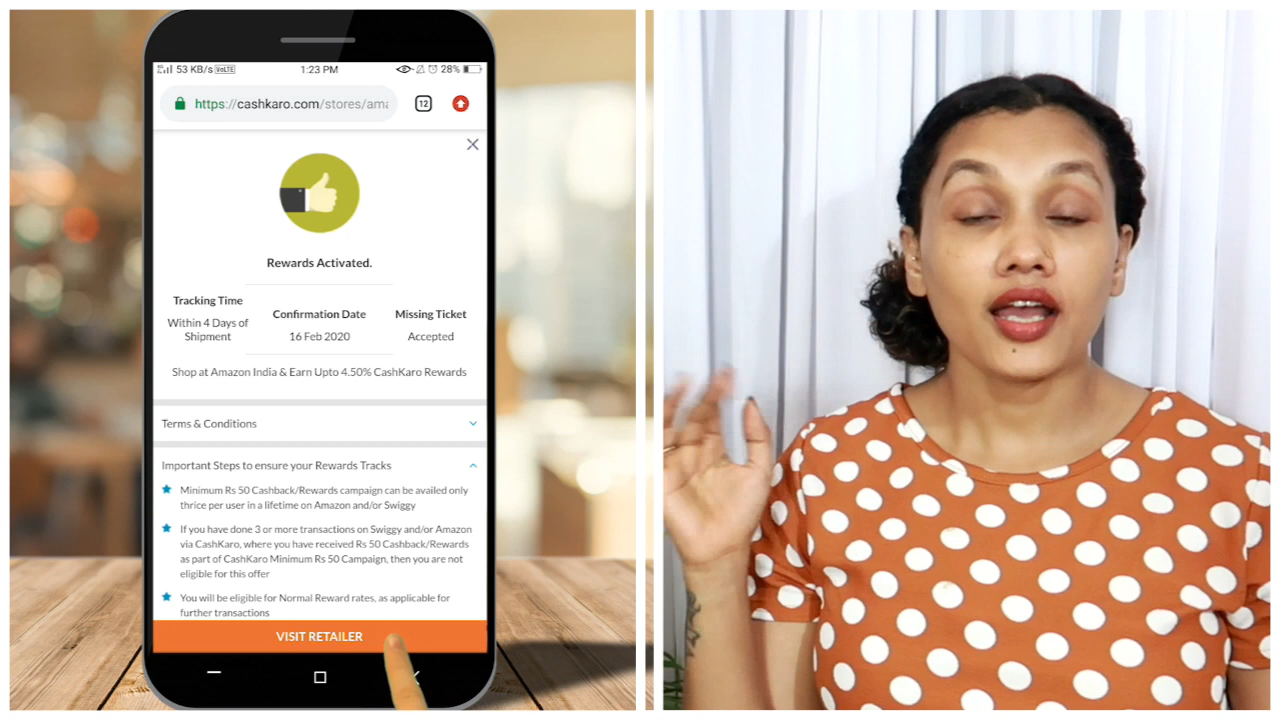 53 KB/s VoLTE 1:23 PM 28%
https://cashkaro.com/stores/ama
12
Rewards Activated.
Tracking Time
Within 4 Days of
Shipment
Confirmation Date
16 Feb 2020
Missing Ticket
Accepted
Shop at Amazon India & Earn Upto 4.50% CashKaro Rewards
Terms & Conditions
Important Steps to ensure your Rewards Tracks
Minimum Rs 50 Cashback/Rewards campaign can be availed only
thrice per user in a lifetime on Amazon and/or Swiggy
If you have done 3 or more transactions on Swiggy and/or Amazon
via CashKaro, where you have received Rs 50 Cashback/Rewards
as part of CashKaro Minimum Rs 50 Campaign, then you are not
eligible for this offer
You will be eligible for Normal Reward rates, as applicable for
further transactions
VISIT RETAILER